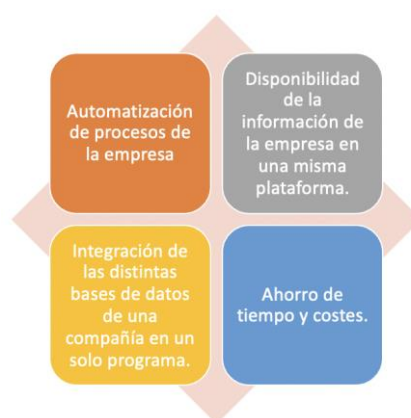 Automatización
de procesos de
la empresa
Disponibilidad
de la
información de
la empresa en
una misma
plataforma.
Integración de
las distintas
bases de datos
de una
compañía en un
solo programa.
Ahorro de
tiempo y costes.